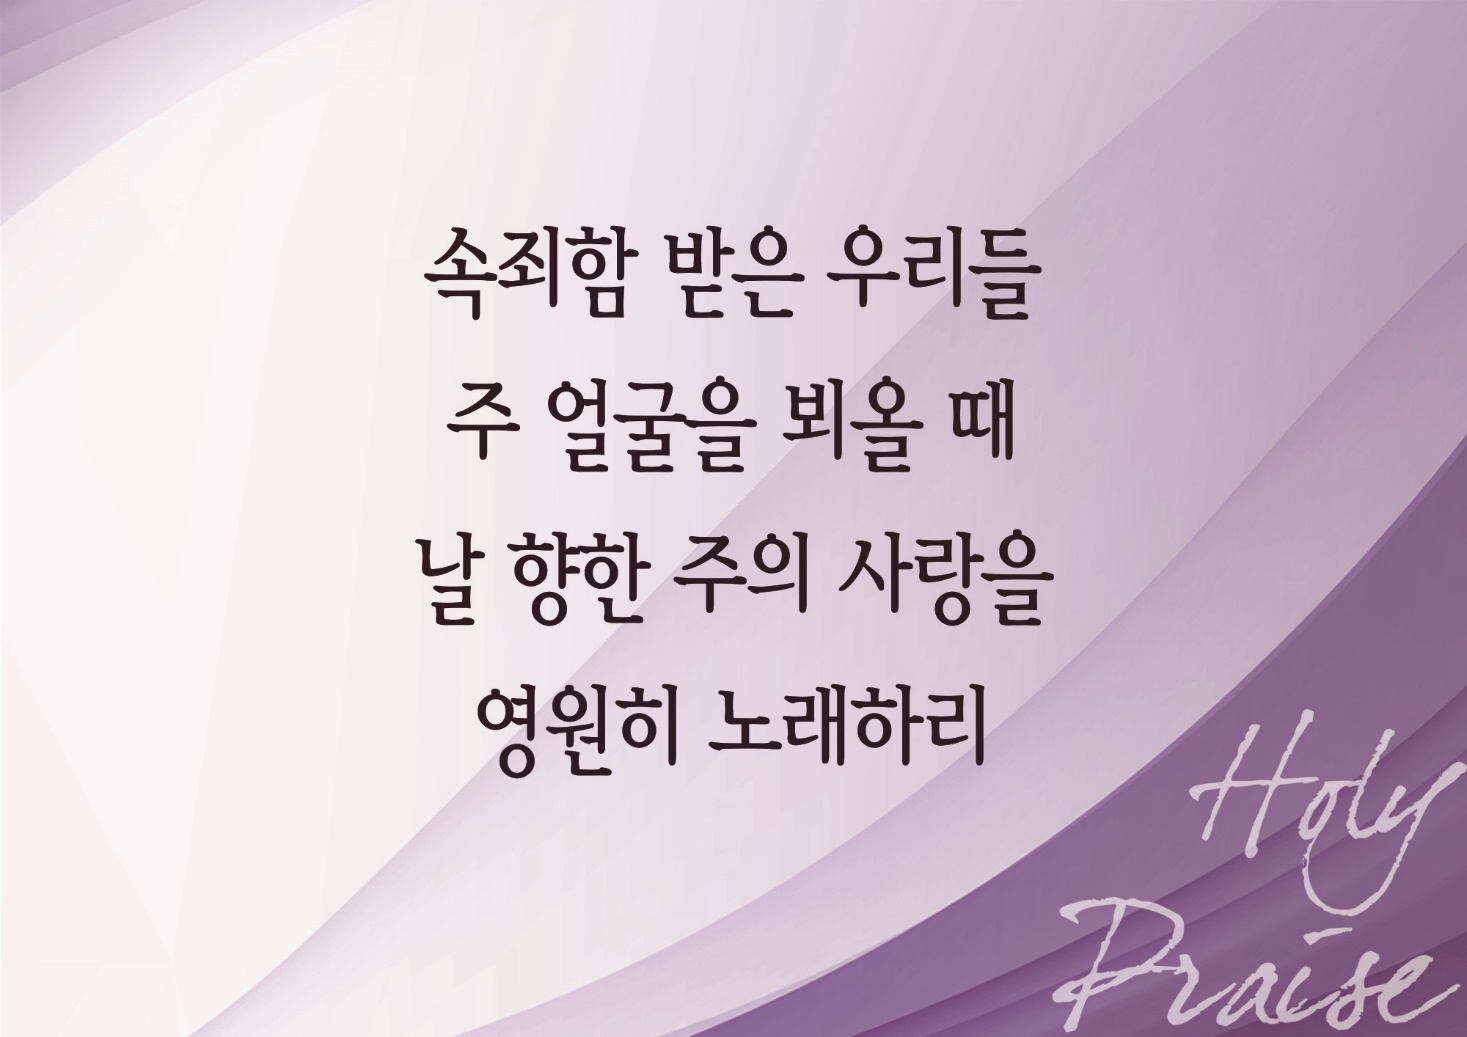 속죄함 받은 우리들
주 얼굴을 뵈올 때
날 향한 주의 사랑을
영원히 노래하리
Holy
Praise